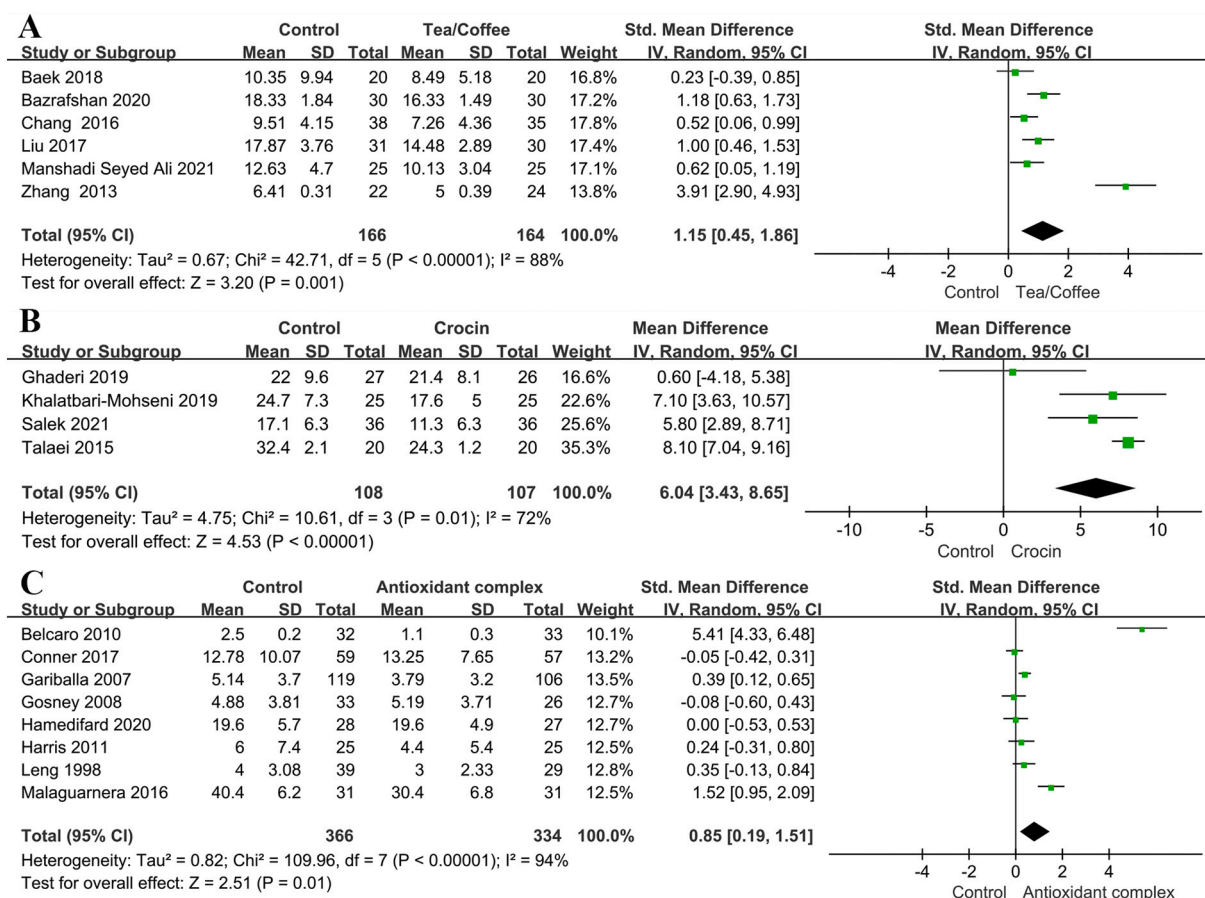 A
Control Tea/Coffee Std. Mean Difference Std. Mean Difference
Study or Subgroup Mean SD Total Mean SD Total Weight IV, Random, 95% CI IV, Random, 95% CI
Baek 2018 10.35 9.94 20 8.49 5.18 20 16.8% 0.23 [-0.39, 0.85]
Bazrafshan 2020 18.33 1.84 30 16.33 1.49 30 17.2% 1.18 [0.63, 1.73]
Chang 2016 9.51 4.15 38 7.26 4.36 35 17.8% 0.52 [0.06, 0.99]
Liu 2017 17.87 3.76 31 14.48 2.89 30 17.4% 1.00 [0.46, 1.53]
Manshadi Seyed Ali 2021 12.63 4.7 25 10.13 3.04 25 17.1% 0.62 [0.05, 1.19]
Zhang 2013 6.41 0.31 22 5 0.39 24 13.8% 3.91 [2.90, 4.93]
Total (95% CI) 166 164 100.0% 1.15 [0.45, 1.86]
Heterogeneity: Tau² = 0.67; Chi² = 42.71, df = 5 (P < 0.00001); I² = 88%
Test for overall effect: Z = 3.20 (P = 0.001)
-4 -2 0 2 4
Control Tea/Coffee
B
Control Crocin Mean Difference Mean Difference
Study or Subgroup Mean SD Total Mean SD Total Weight IV, Random, 95% CI IV, Random, 95% CI
Ghaderi 2019 22 9.6 27 21.4 8.1 26 16.6% 0.60 [-4.18, 5.38]
Khalatbari-Mohseni 2019 24.7 7.3 25 17.6 5 25 22.6% 7.10 [3.63, 10.57]
Salek 2021 17.1 6.3 36 11.3 6.3 36 25.6% 5.80 [2.89, 8.71]
Talaei 2015 32.4 2.1 20 24.3 1.2 20 35.3% 8.10 [7.04, 9.16]
Total (95% CI) 108 107 100.0% 6.04 [3.43, 8.65]
Heterogeneity: Tau² = 4.75; Chi² = 10.61, df = 3 (P = 0.01); I² = 72%
Test for overall effect: Z = 4.53 (P < 0.00001)
-10 -5 0 5 10
Control Crocin
C
Control Antioxidant complex Std. Mean Difference Std. Mean Difference
Study or Subgroup Mean SD Total Mean SD Total Weight IV, Random, 95% CI IV, Random, 95% CI
Belcaro 2010 2.5 0.2 32 1.1 0.3 33 10.1% 5.41 [4.33, 6.48]
Conner 2017 12.78 10.07 59 13.25 7.65 57 13.2% -0.05 [-0.42, 0.31]
Gariballa 2007 5.14 3.7 119 3.79 3.2 106 13.5% 0.39 [0.12, 0.65]
Gosney 2008 4.88 3.81 33 5.19 3.71 26 12.7% -0.08 [-0.60, 0.43]
Hamedifard 2020 19.6 5.7 28 19.6 4.9 27 12.7% 0.00 [-0.53, 0.53]
Harris 2011 6 7.4 25 4.4 5.4 25 12.5% 0.24 [-0.31, 0.80]
Leng 1998 4 3.08 39 3 2.33 29 12.8% 0.35 [-0.13, 0.84]
Malaguarnera 2016 40.4 6.2 31 30.4 6.8 31 12.5% 1.52 [0.95, 2.09]
Total (95% CI) 366 334 100.0% 0.85 [0.19, 1.51]
Heterogeneity: Tau² = 0.82; Chi² = 109.96, df = 7 (P < 0.00001); I² = 94%
Test for overall effect: Z = 2.51 (P = 0.01)
-4 -2 0 2 4
Control Antioxidant complex